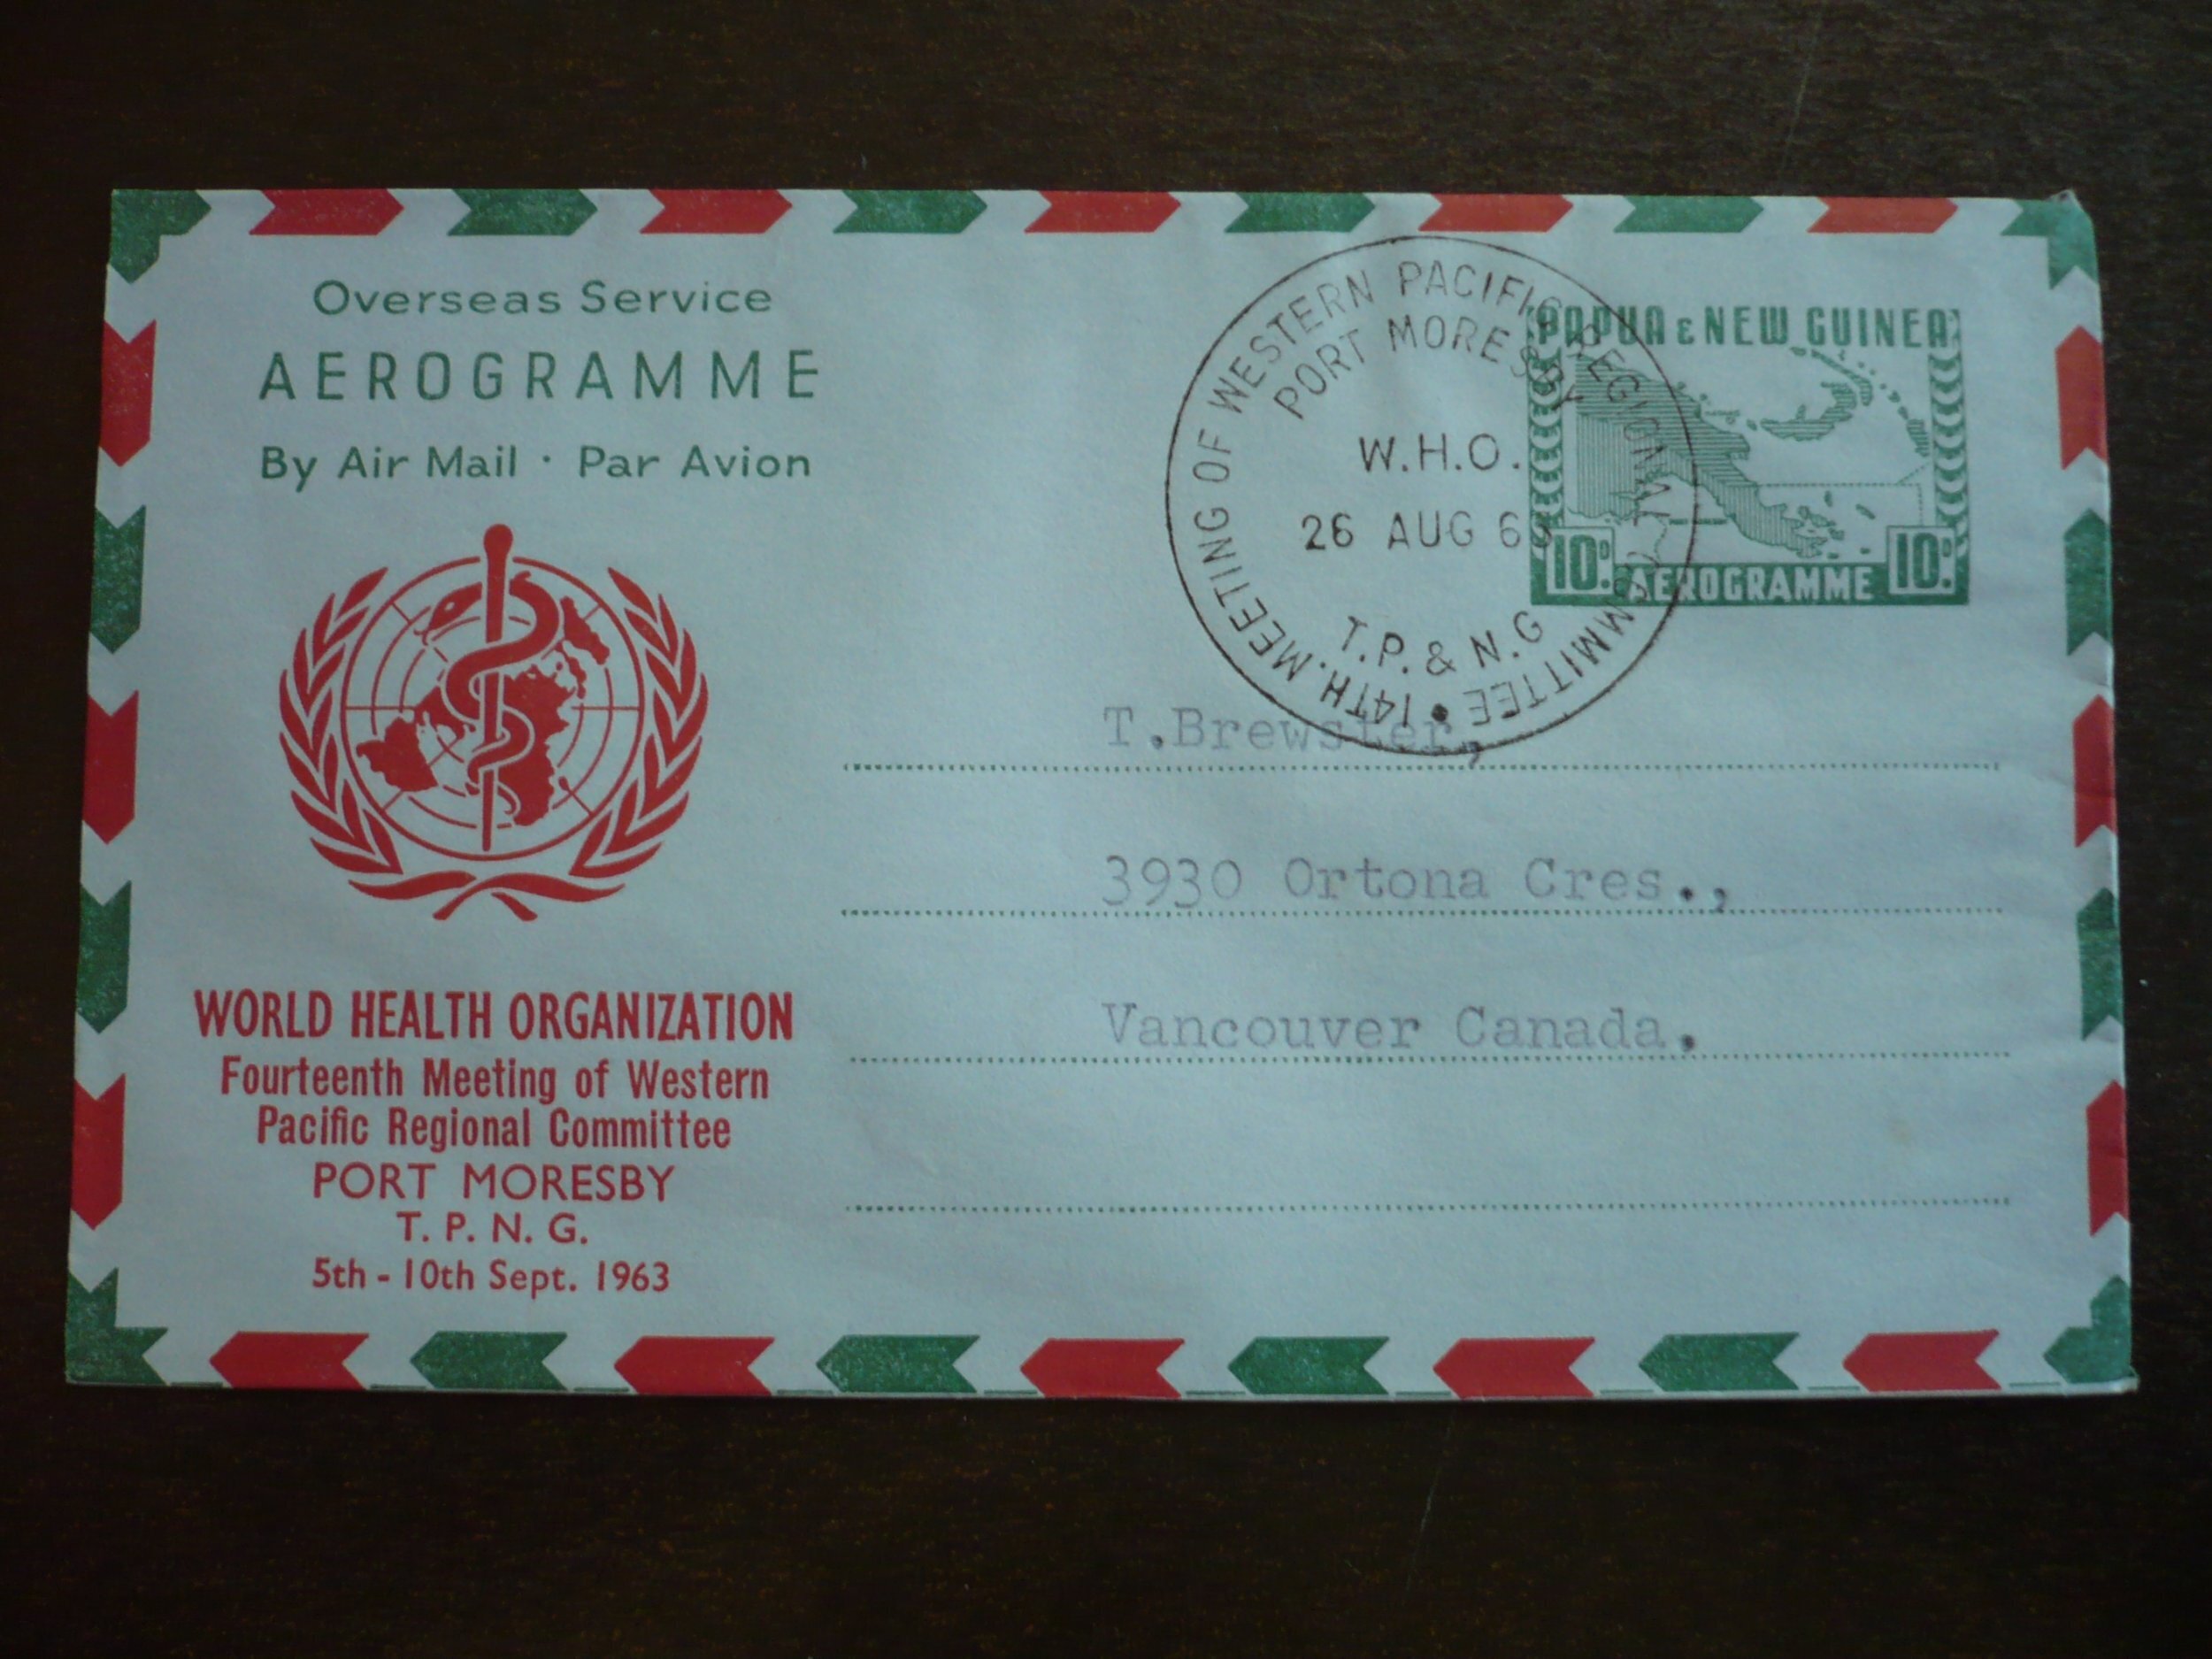 Overseas Service
AEROGRAMME
By Air Mail · Par Avion
14TH. MEETING OF WESTERN PACIFIC REGIONAL COMMITTEE •
PORT MORESBY
W.H.O.
26 AUG 63
T.P. & N.G
PAPUA & NEW GUINEA
10D.
AEROGRAMME
10D.
T.Brewster,
3930 Ortona Cres.,
Vancouver Canada.
WORLD HEALTH ORGANIZATION
Fourteenth Meeting of Western
Pacific Regional Committee
PORT MORESBY
T. P. N. G.
5th - 10th Sept. 1963